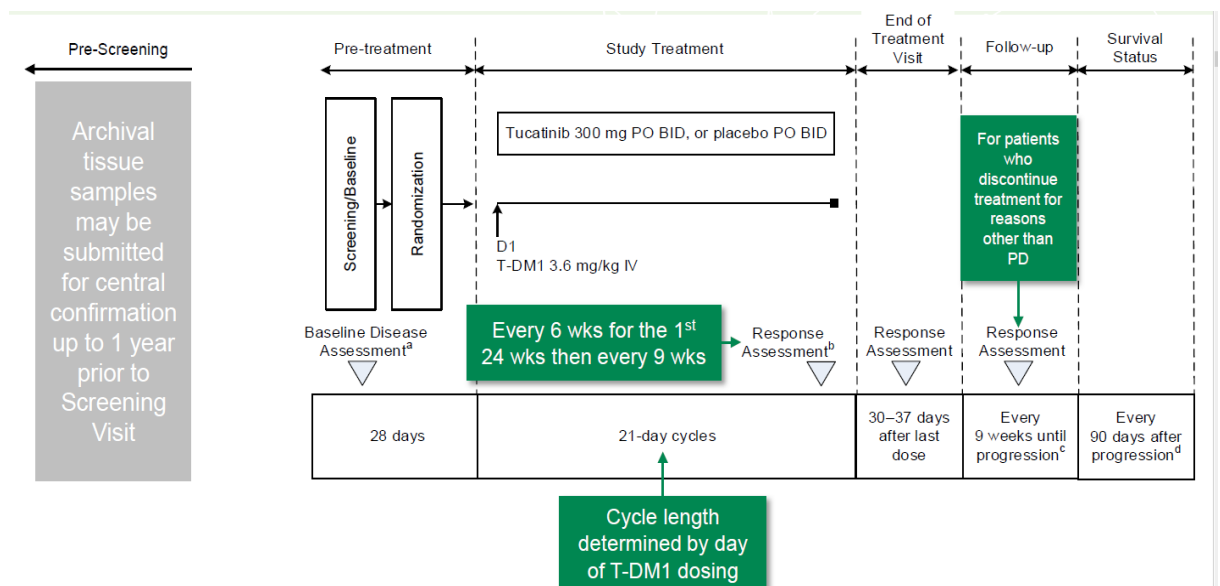 Pre-Screening
Archival
tissue
samples
may be
submitted
for central
confirmation
up to 1 year
prior to
Screening
Visit
Pre-treatment
Study Treatment
End of
Treatment
Visit
Follow-up
Survival
Status
Screening/Baseline
Randomization
Tucatinib 300 mg PO BID, or placebo PO BID
D1
T-DM1 3.6 mg/kg IV
For patients
who
discontinue
treatment for
reasons
other than
PD
Baseline Disease
Assessmentᵃ
Every 6 wks for the 1ˢᵗ
24 wks then every 9 wks
Response
Assessmentᵇ
Response
Assessment
Response
Assessment
28 days
21-day cycles
30–37 days
after last
dose
Every
9 weeks until
progressionᶜ
Every
90 days after
progressionᵈ
Cycle length
determined by day
of T-DM1 dosing